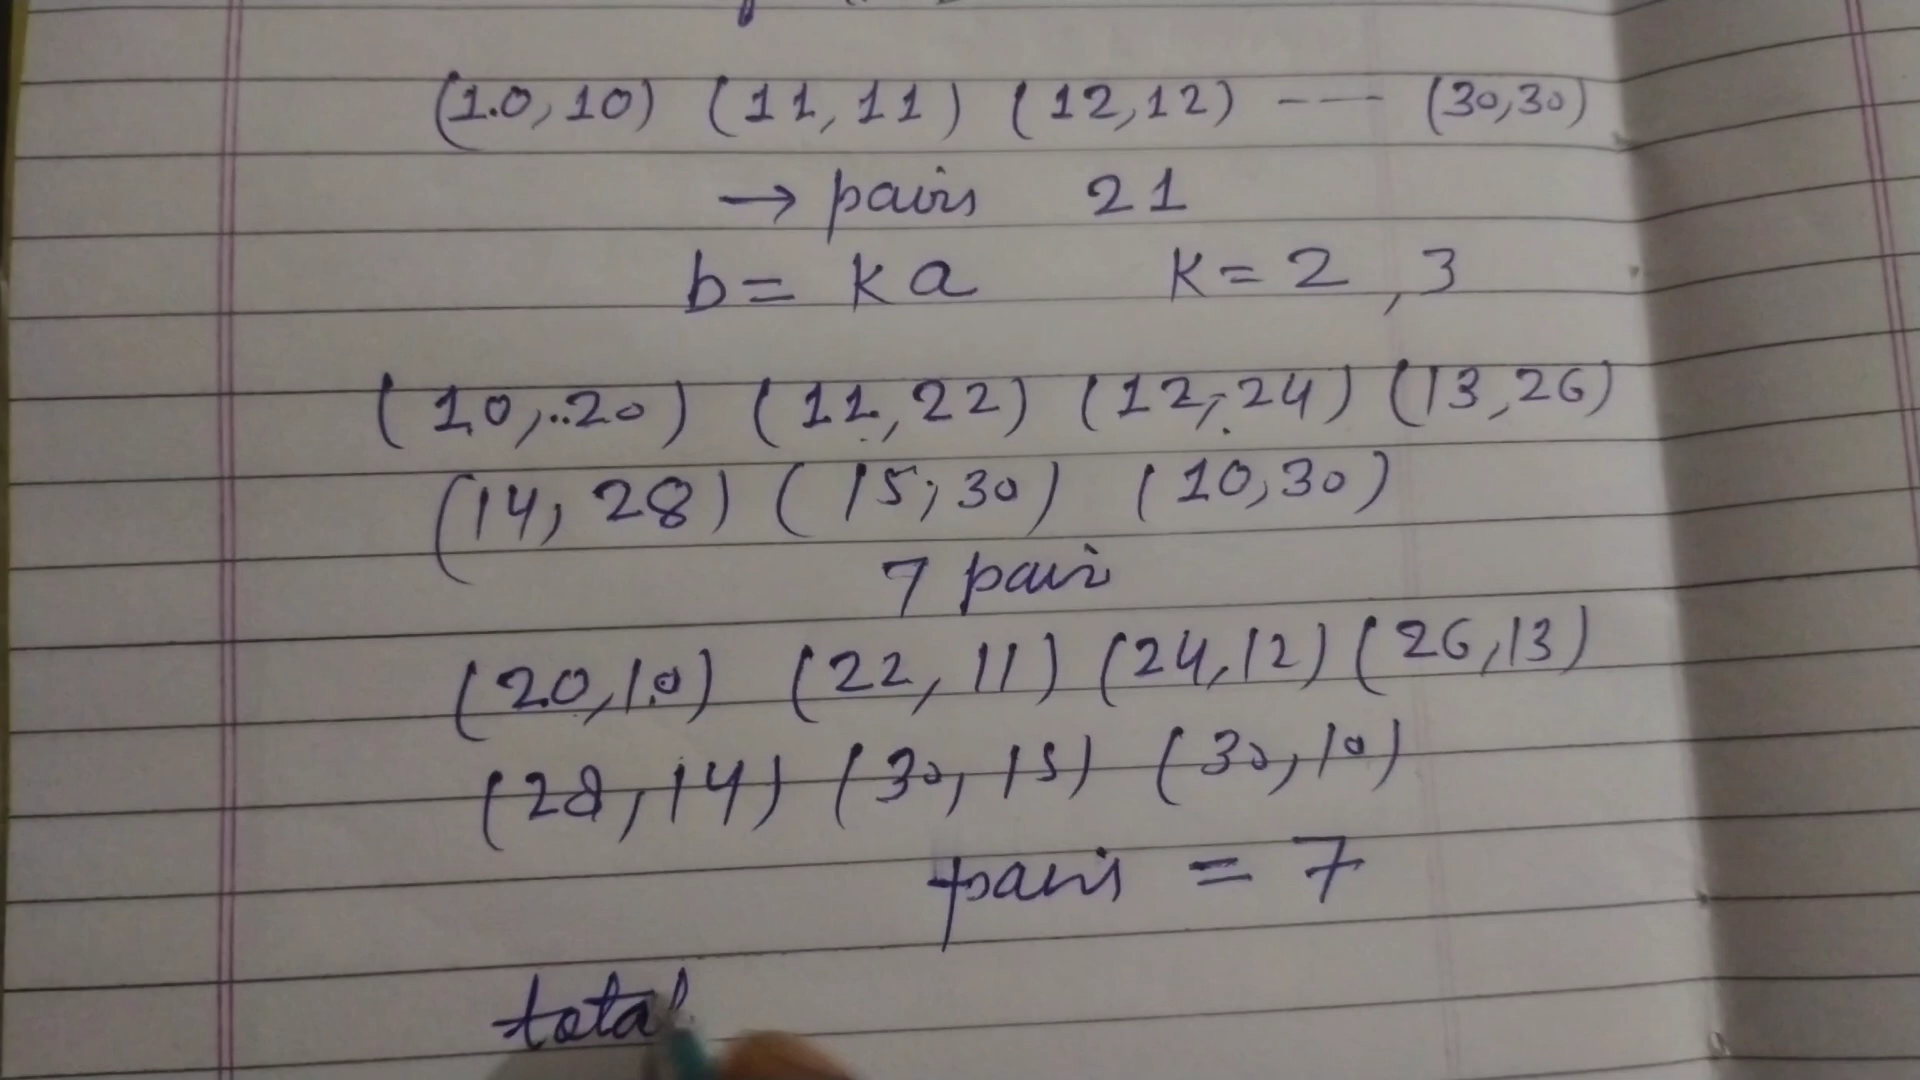 (10,10) (11,11) (12,12) --- (30,30)
→ pairs 21
b = ka k = 2, 3
(10, 20) (11,22) (12,24) (13,26)
(14, 28) (15,30) (10,30)
7 pair
(20,10) (22,11) (24,12) (26,13)
(28,14) (30,15) (30,10)
pairs = 7
total